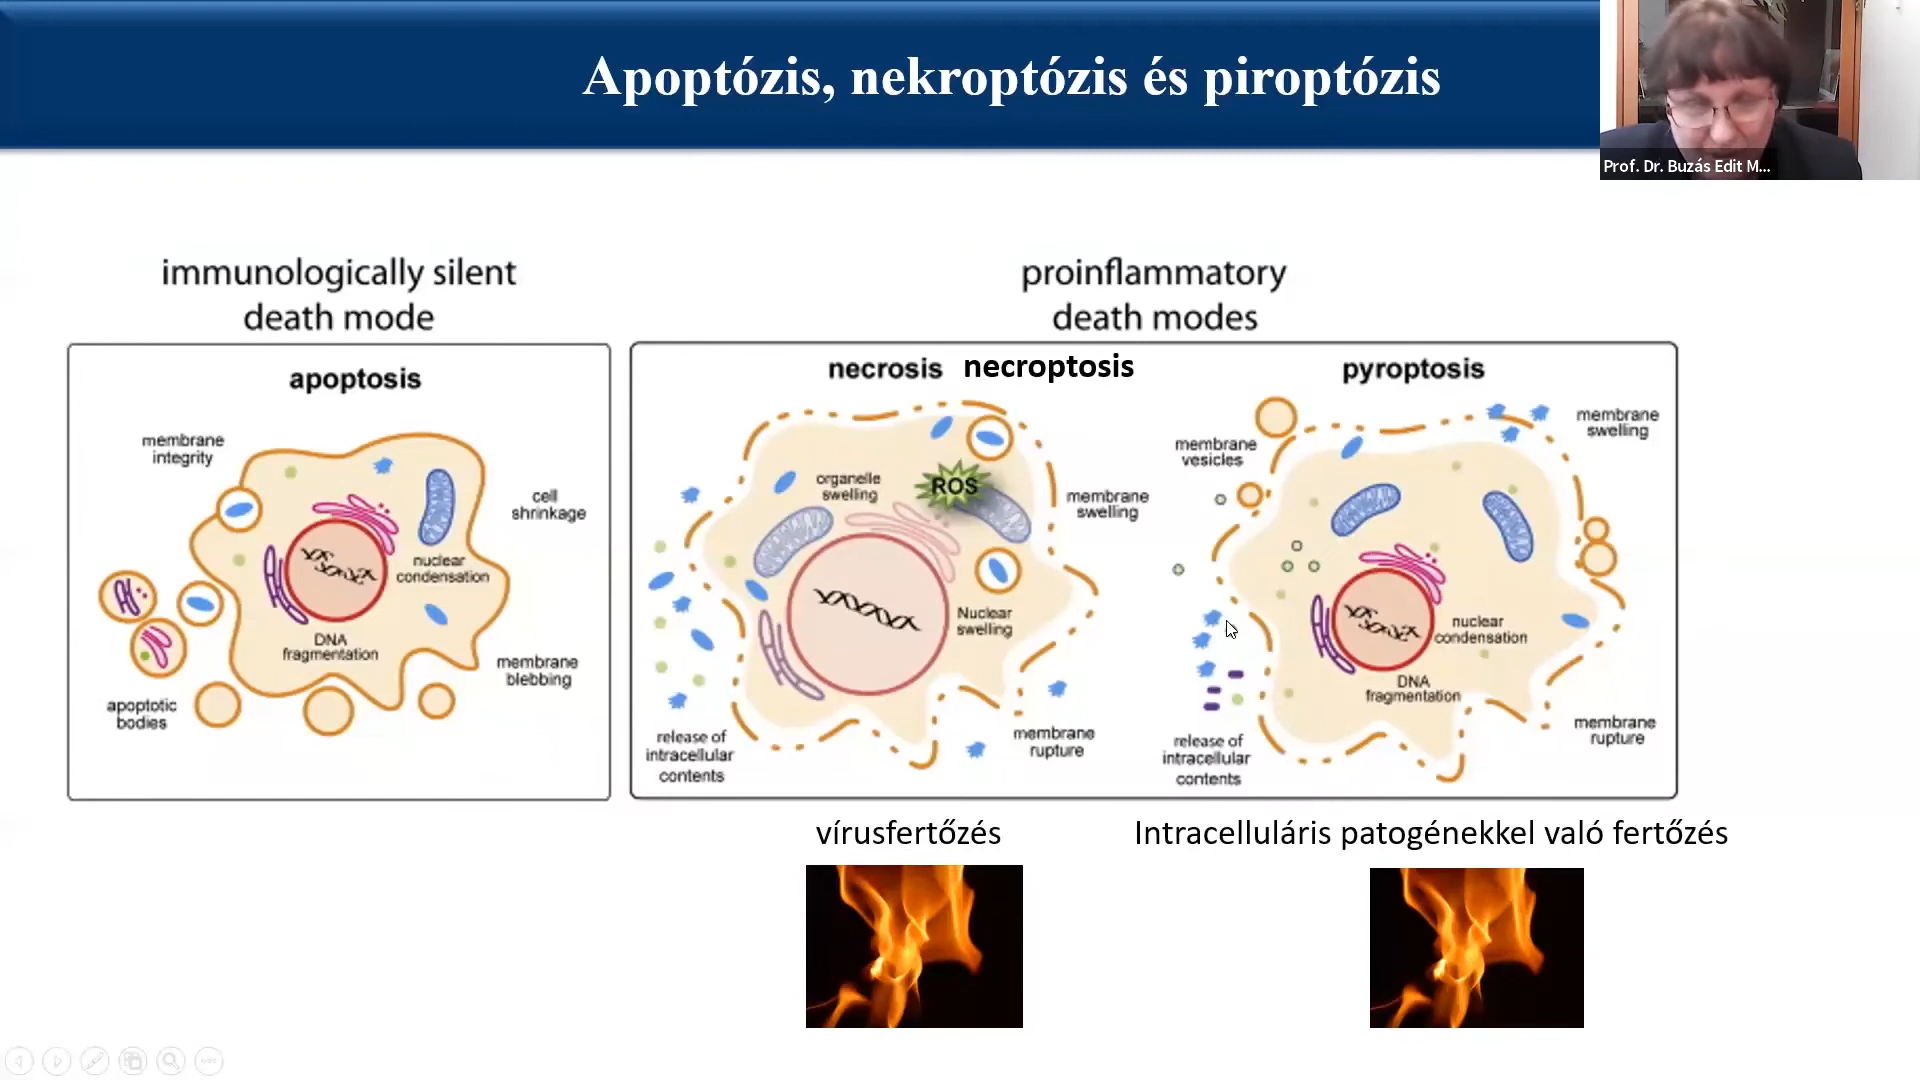 Apoptózis, nekroptózis és piroptózis
Prof. Dr. Buzás Edit M...
immunologically silent
death mode
proinflammatory
death modes
apoptosis
membrane
integrity
cell
shrinkage
nuclear
condensation
DNA
fragmentation
membrane
blebbing
apoptotic
bodies
necrosis necroptosis
organelle
swelling
ROS
membrane
swelling
Nuclear
swelling
release of
intracellular
contents
membrane
rupture
pyroptosis
membrane
swelling
membrane
vesicles
nuclear
condensation
DNA
fragmentation
release of
intracellular
contents
membrane
rupture
vírusfertőzés
Intracelluláris patogénekkel való fertőzés